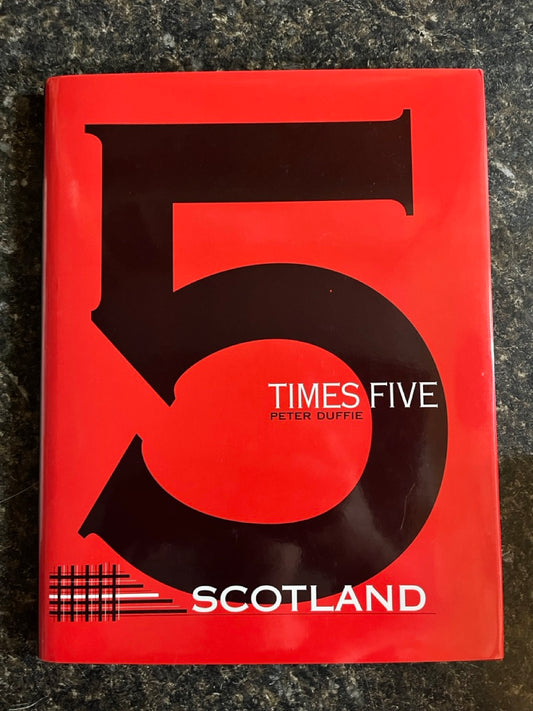 5
TIMES FIVE
PETER DUFFIE
SCOTLAND